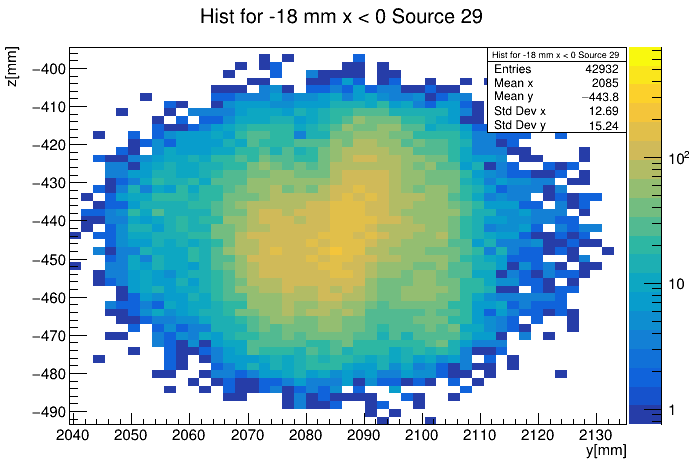 Hist for -18 mm x < 0 Source 29
z[mm]
Hist for -18 mm x < 0 Source 29
Entries 42932
Mean x 2085
Mean y −443.8
Std Dev x 12.69
Std Dev y 15.24
−400
−410
−420
−430
−440
−450
−460
−470
−480
−490
10²
10
1
2040 2050 2060 2070 2080 2090 2100 2110 2120 2130
y[mm]